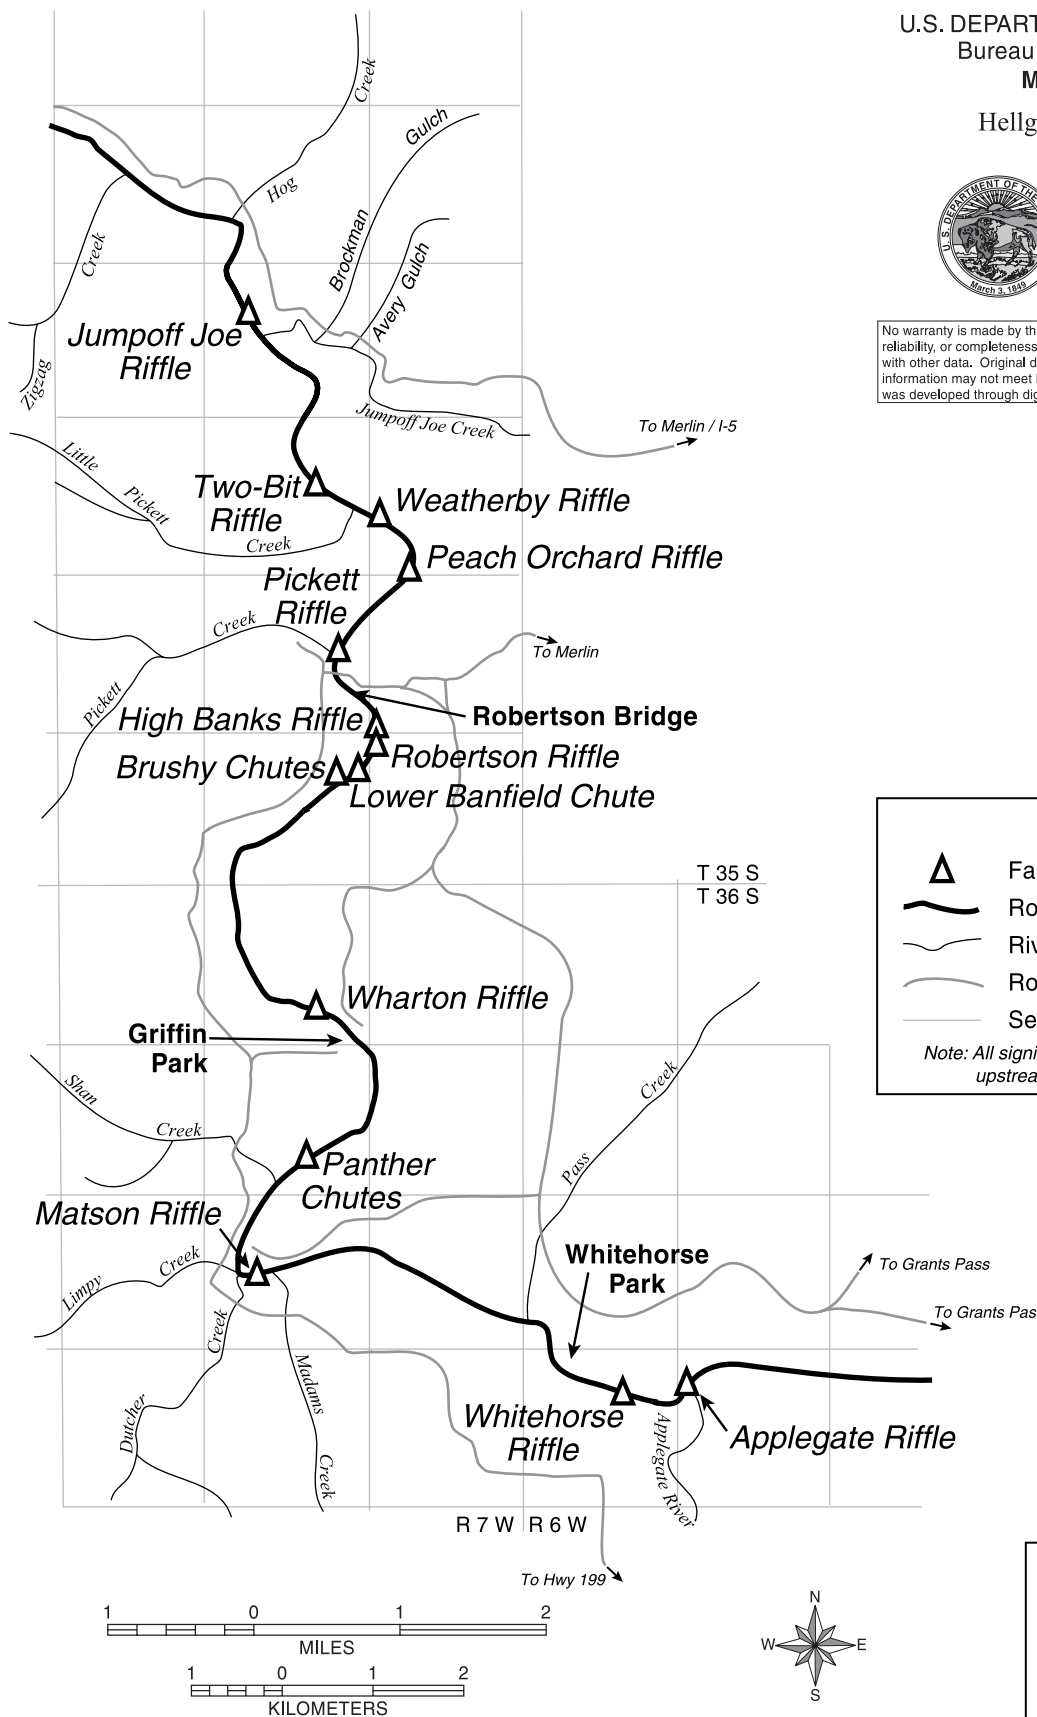 U.S. DEPART
Bureau
M
Hellg
U. S. DEPARTMENT OF THE
March 3, 1849
No warranty is made by th
reliability, or completeness
with other data. Original d
information may not meet
was developed through dig
Creek
Hog
Gulch
Brockman
Avery Gulch
Creek
Zigzag
Jumpoff Joe
Riffle
Jumpoff Joe Creek
To Merlin / I-5
Little
Pickett
Creek
Two-Bit
Riffle
Weatherby Riffle
Peach Orchard Riffle
Pickett
Riffle
Creek
Pickett
To Merlin
Robertson Bridge
High Banks Riffle
Robertson Riffle
Brushy Chutes
Lower Banfield Chute
T 35 S
T 36 S
Fa
Ro
Riv
Ro
Se
Note: All signi
upstrea
Wharton Riffle
Griffin
Park
Shan
Creek
Creek
Pass
Panther
Chutes
Matson Riffle
Limpy
Creek
Whitehorse
Park
To Grants Pass
To Grants Pas
Creek
Dutcher
Madams
Creek
Whitehorse
Riffle
Applegate River
Applegate Riffle
R 7 W
R 6 W
To Hwy 199
1 0 1 2
MILES
1 0 1 2
KILOMETERS
N
W E
S